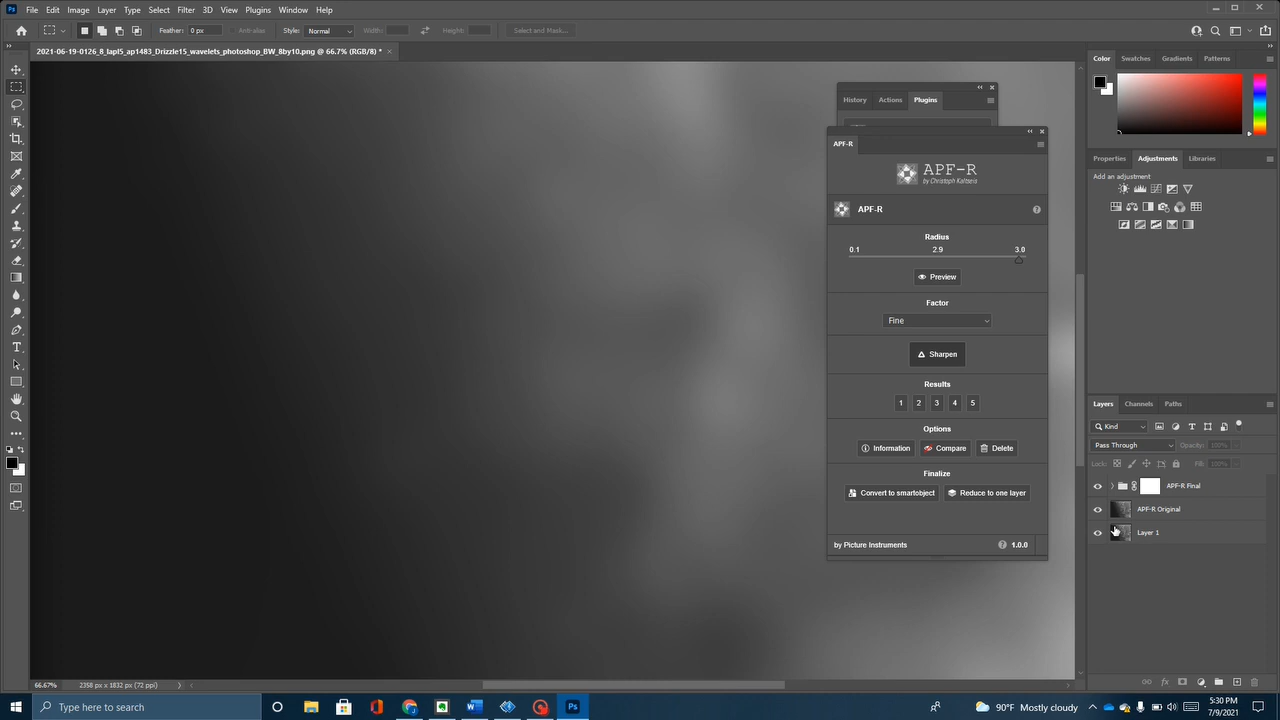 Ps File Edit Image Layer Type Select Filter 3D View Plugins Window Help
Feather: 0 px Anti-alias Style: Normal Width: Height: Select and Mask...
2021-06-19-0126_8_lapl5_ap1483_Drizzle15_wavelets_photoshop_BW_8by10.png @ 66.7% (RGB/8) *
History Actions Plugins
APF-R
APF-R
by Christoph Kaltseis
APF-R
Radius
0.1 2.9 3.0
Preview
Factor
Fine
Sharpen
Results
1 2 3 4 5
Options
Information Compare Delete
Finalize
Convert to smartobject Reduce to one layer
by Picture Instruments 1.0.0
Color Swatches Gradients Patterns
Properties Adjustments Libraries
Add an adjustment
Layers Channels Paths
Kind
Pass Through Opacity: 100%
Lock: Fill: 100%
APF-R Final
APF-R Original
Layer 1
66.67% 2358 px x 1832 px (72 ppi)
Type here to search
Ps
90°F Mostly cloudy
5:30 PM
7/9/2021